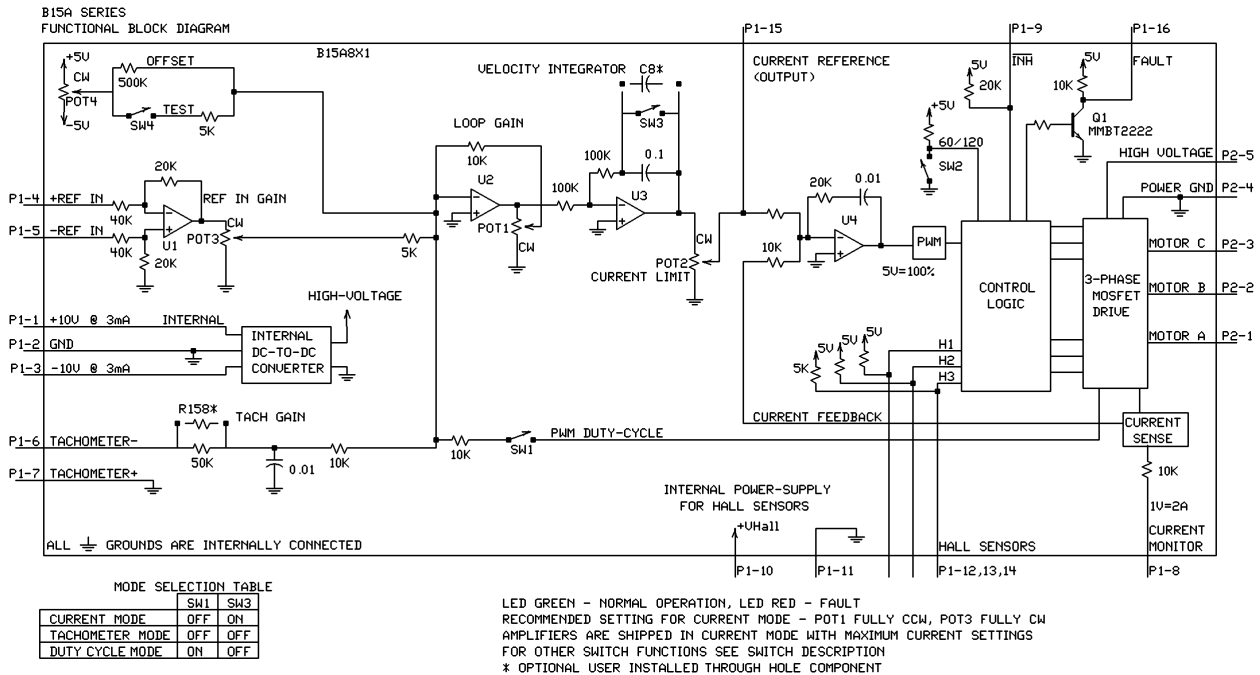 B15A SERIES
FUNCTIONAL BLOCK DIAGRAM
P1-15
P1-9
P1-16
B15A8X1
+5V
CW
POT4
-5V
OFFSET
500K
TEST
SW4
5K
VELOCITY INTEGRATOR
C8*
SW3
LOOP GAIN
10K
100K
0.1
CURRENT REFERENCE
(OUTPUT)
INH
5V
20K
5V
10K
FAULT
Q1
MMBT2222
+5V
60/120
SW2
HIGH VOLTAGE
P2-5
POWER GND
P2-4
20K
P1-4
+REF IN
40K
REF IN GAIN
P1-5
-REF IN
40K
U1
CW
POT3
20K
5K
U2
POT1
CW
100K
U3
CW
POT2
CURRENT LIMIT
20K
0.01
10K
U4
PWM
5V=100%
CONTROL
LOGIC
3-PHASE
MOSFET
DRIVE
MOTOR C
P2-3
MOTOR B
P2-2
MOTOR A
P2-1
HIGH-VOLTAGE
P1-1
+10V @ 3mA
INTERNAL
P1-2
GND
P1-3
-10V @ 3mA
INTERNAL
DC-TO-DC
CONVERTER
5V
5V
5V
5K
H1
H2
H3
CURRENT FEEDBACK
CURRENT
SENSE
R158*
TACH GAIN
P1-6
TACHOMETER-
50K
0.01
10K
10K
SW1
PWM DUTY-CYCLE
P1-7
TACHOMETER+
10K
1V=2A
CURRENT
MONITOR
INTERNAL POWER-SUPPLY
FOR HALL SENSORS
+VHall
ALL GROUNDS ARE INTERNALLY CONNECTED
HALL SENSORS
P1-10
P1-11
P1-12,13,14
P1-8
MODE SELECTION TABLE
SW1 SW3
CURRENT MODE OFF ON
TACHOMETER MODE OFF OFF
DUTY CYCLE MODE ON OFF
LED GREEN - NORMAL OPERATION, LED RED - FAULT
RECOMMENDED SETTING FOR CURRENT MODE - POT1 FULLY CCW, POT3 FULLY CW
AMPLIFIERS ARE SHIPPED IN CURRENT MODE WITH MAXIMUM CURRENT SETTINGS
FOR OTHER SWITCH FUNCTIONS SEE SWITCH DESCRIPTION
* OPTIONAL USER INSTALLED THROUGH HOLE COMPONENT